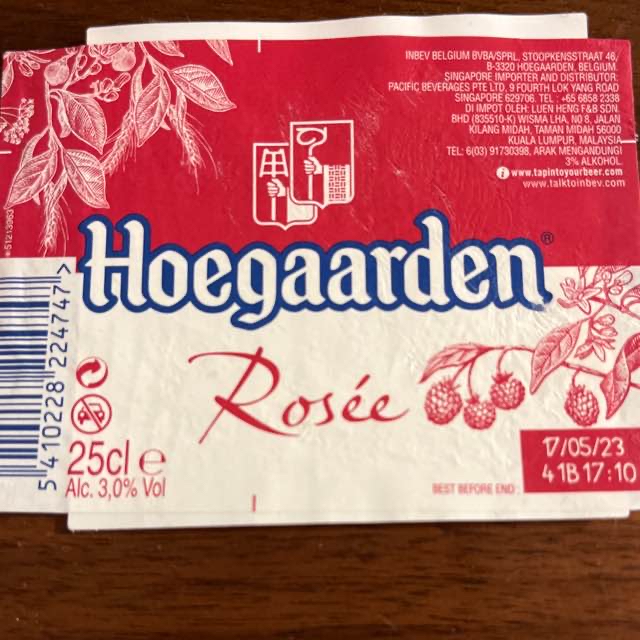 INBEV BELGIUM BVBA/SPRL, STOOPKENSSTRAAT 46,
B-3320 HOEGAARDEN, BELGIUM.
SINGAPORE IMPORTER AND DISTRIBUTOR:
PACIFIC BEVERAGES PTE LTD, 9 FOURTH LOK YANG ROAD
SINGAPORE 629706. TEL : +65 6858 2338
DI IMPOT OLEH: LUEN HENG F&B SDN.
BHD (835510-K) WISMA LHA, NO 8, JALAN
KILANG MIDAH, TAMAN MIDAH 56000
KUALA LUMPUR, MALAYSIA
TEL: 6(03) 91730398, ARAK MENGANDUNGI
3% ALKOHOL.
i www.tapintoyourbeer.com
www.talktoinbev.com
51213963
Hoegaarden®
Rosée
5 410228 224747 >
25cl e
Alc. 3,0% Vol
BEST BEFORE END :
17/05/23
41B 17:10